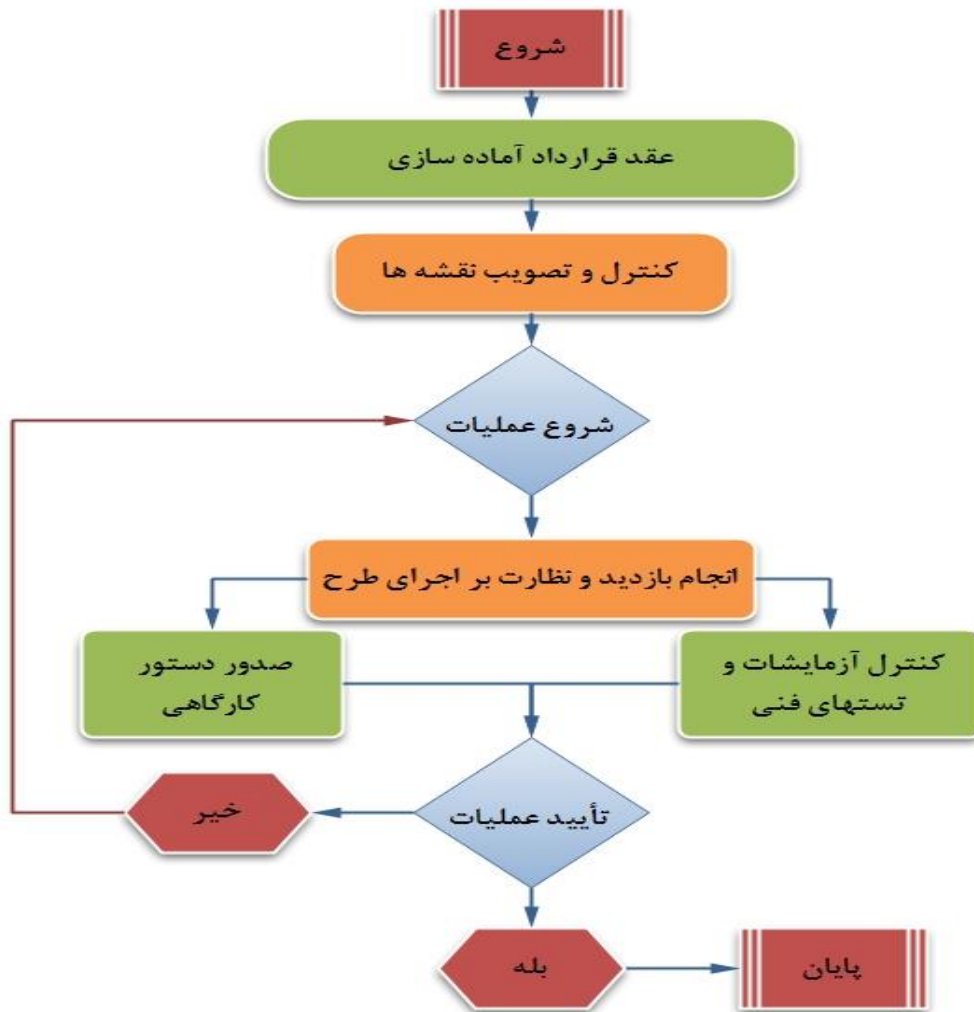 شروع
عقد قرارداد آماده سازی
کنترل و تصویب نقشه ها
شروع عملیات
انجام بازدید و نظارت بر اجرای طرح
کنترل آزمایشات و
تستهای فنی
صدور دستور
کارگاهی
تأیید عملیات
خیر
بله
پایان